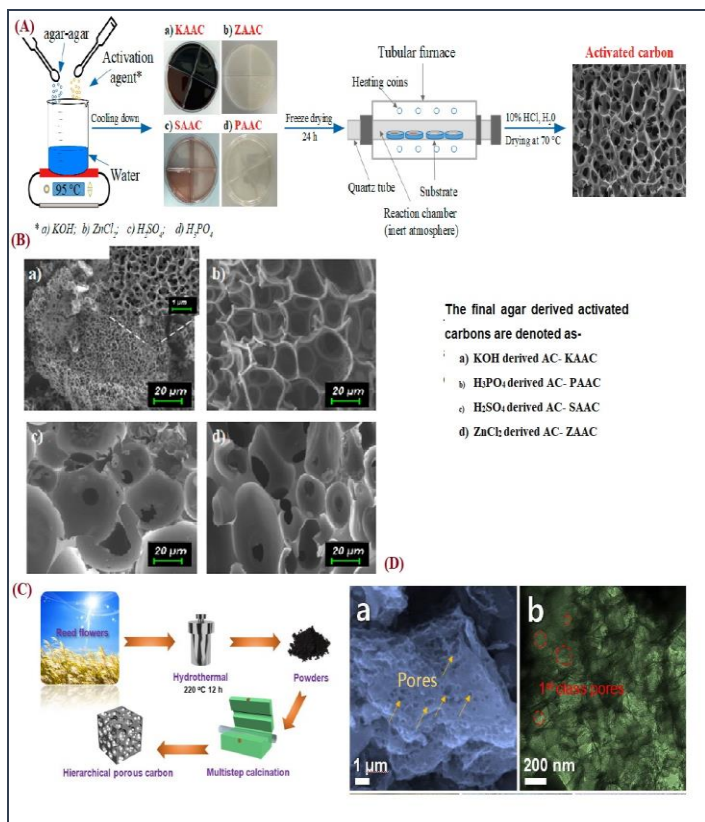 (A)
agar-agar
Activation
agent*
95 °C
Water
Cooling down
a) KAAC
b) ZAAC
c) SAAC
d) PAAC
Freeze drying
24 h
Tubular furnace
Heating coins
Quartz tube
Substrate
Reaction chamber
(inert atmosphere)
10% HCl, H₂0
Drying at 70 °C
Activated carbon
* a) KOH; b) ZnCl₂; c) H₂SO₄; d) H₃PO₄
(B)
a)
1 µm
20 µm
b)
20 µm
c)
20 µm
d)
20 µm
The final agar derived activated
carbons are denoted as-
a) KOH derived AC- KAAC
b) H₃PO₄ derived AC- PAAC
c) H₂SO₄ derived AC- SAAC
d) ZnCl₂ derived AC- ZAAC
(C)
Reed flowers
Hydrothermal
220 ºC 12 h
Powders
Multistep calcination
Hierarchical porous carbon
(D)
a
Pores
1 µm
b
1st class pores
200 nm